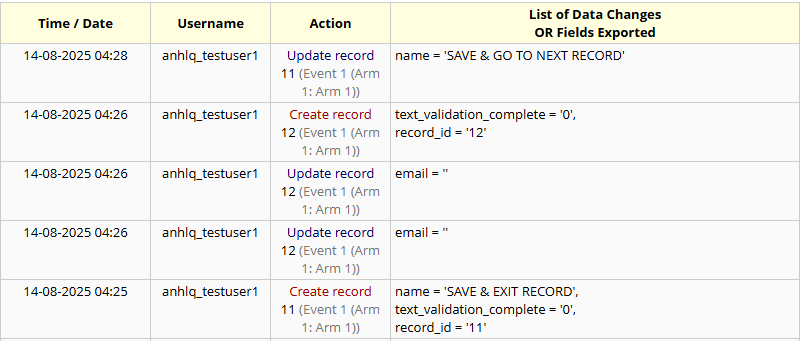 Time / Date Username Action List of Data Changes
OR Fields Exported
14-08-2025 04:28 anhlq_testuser1 Update record name = 'SAVE & GO TO NEXT RECORD'
11 (Event 1 (Arm
1: Arm 1))
14-08-2025 04:26 anhlq_testuser1 Create record text_validation_complete = '0',
12 (Event 1 (Arm record_id = '12'
1: Arm 1))
14-08-2025 04:26 anhlq_testuser1 Update record email = ''
12 (Event 1 (Arm
1: Arm 1))
14-08-2025 04:26 anhlq_testuser1 Update record email = ''
12 (Event 1 (Arm
1: Arm 1))
14-08-2025 04:25 anhlq_testuser1 Create record name = 'SAVE & EXIT RECORD',
11 (Event 1 (Arm text_validation_complete = '0',
1: Arm 1)) record_id = '11'